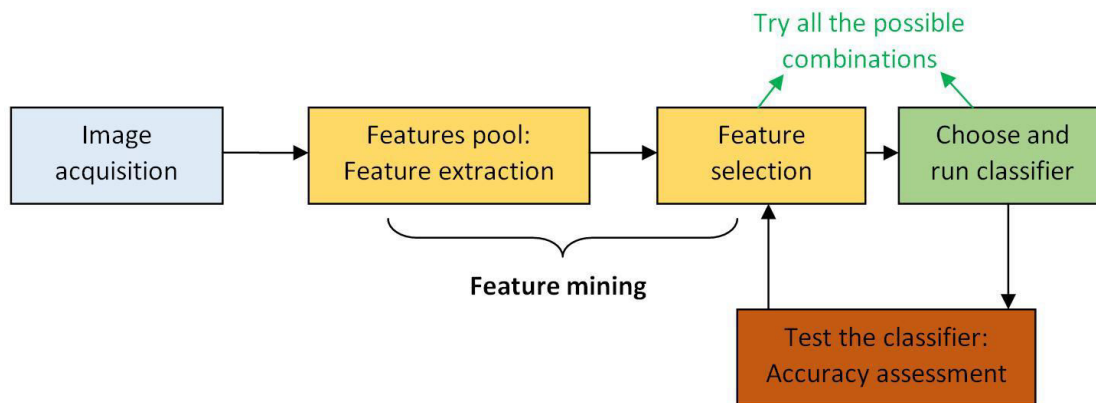 Try all the possible
combinations
Image
acquisition
Features pool:
Feature extraction
Feature
selection
Choose and
run classifier
Feature mining
Test the classifier:
Accuracy assessment